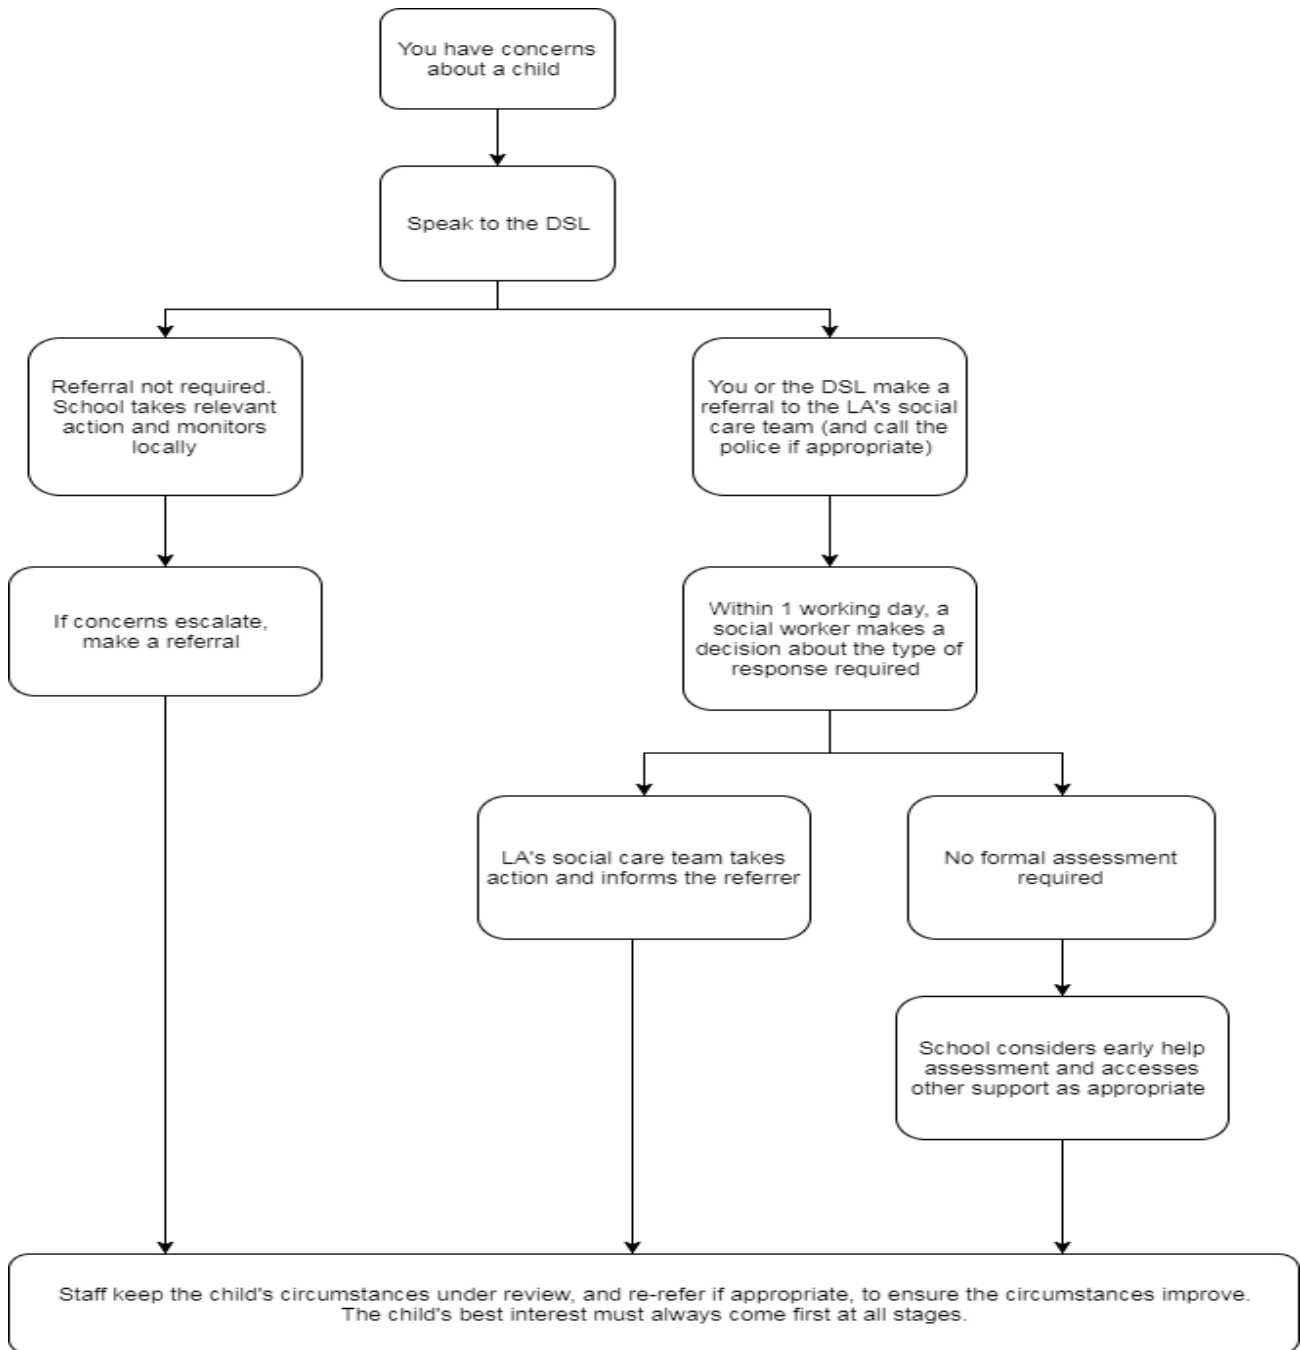 You have concerns
about a child
Speak to the DSL
Referral not required.
School takes relevant
action and monitors
locally
You or the DSL make a
referral to the LA's social
care team (and call the
police if appropriate)
If concerns escalate,
make a referral
Within 1 working day, a
social worker makes a
decision about the type of
response required
LA's social care team takes
action and informs the referrer
No formal assessment
required
School considers early help
assessment and accesses
other support as appropriate
Staff keep the child's circumstances under review, and re-refer if appropriate, to ensure the circumstances improve.
The child's best interest must always come first at all stages.